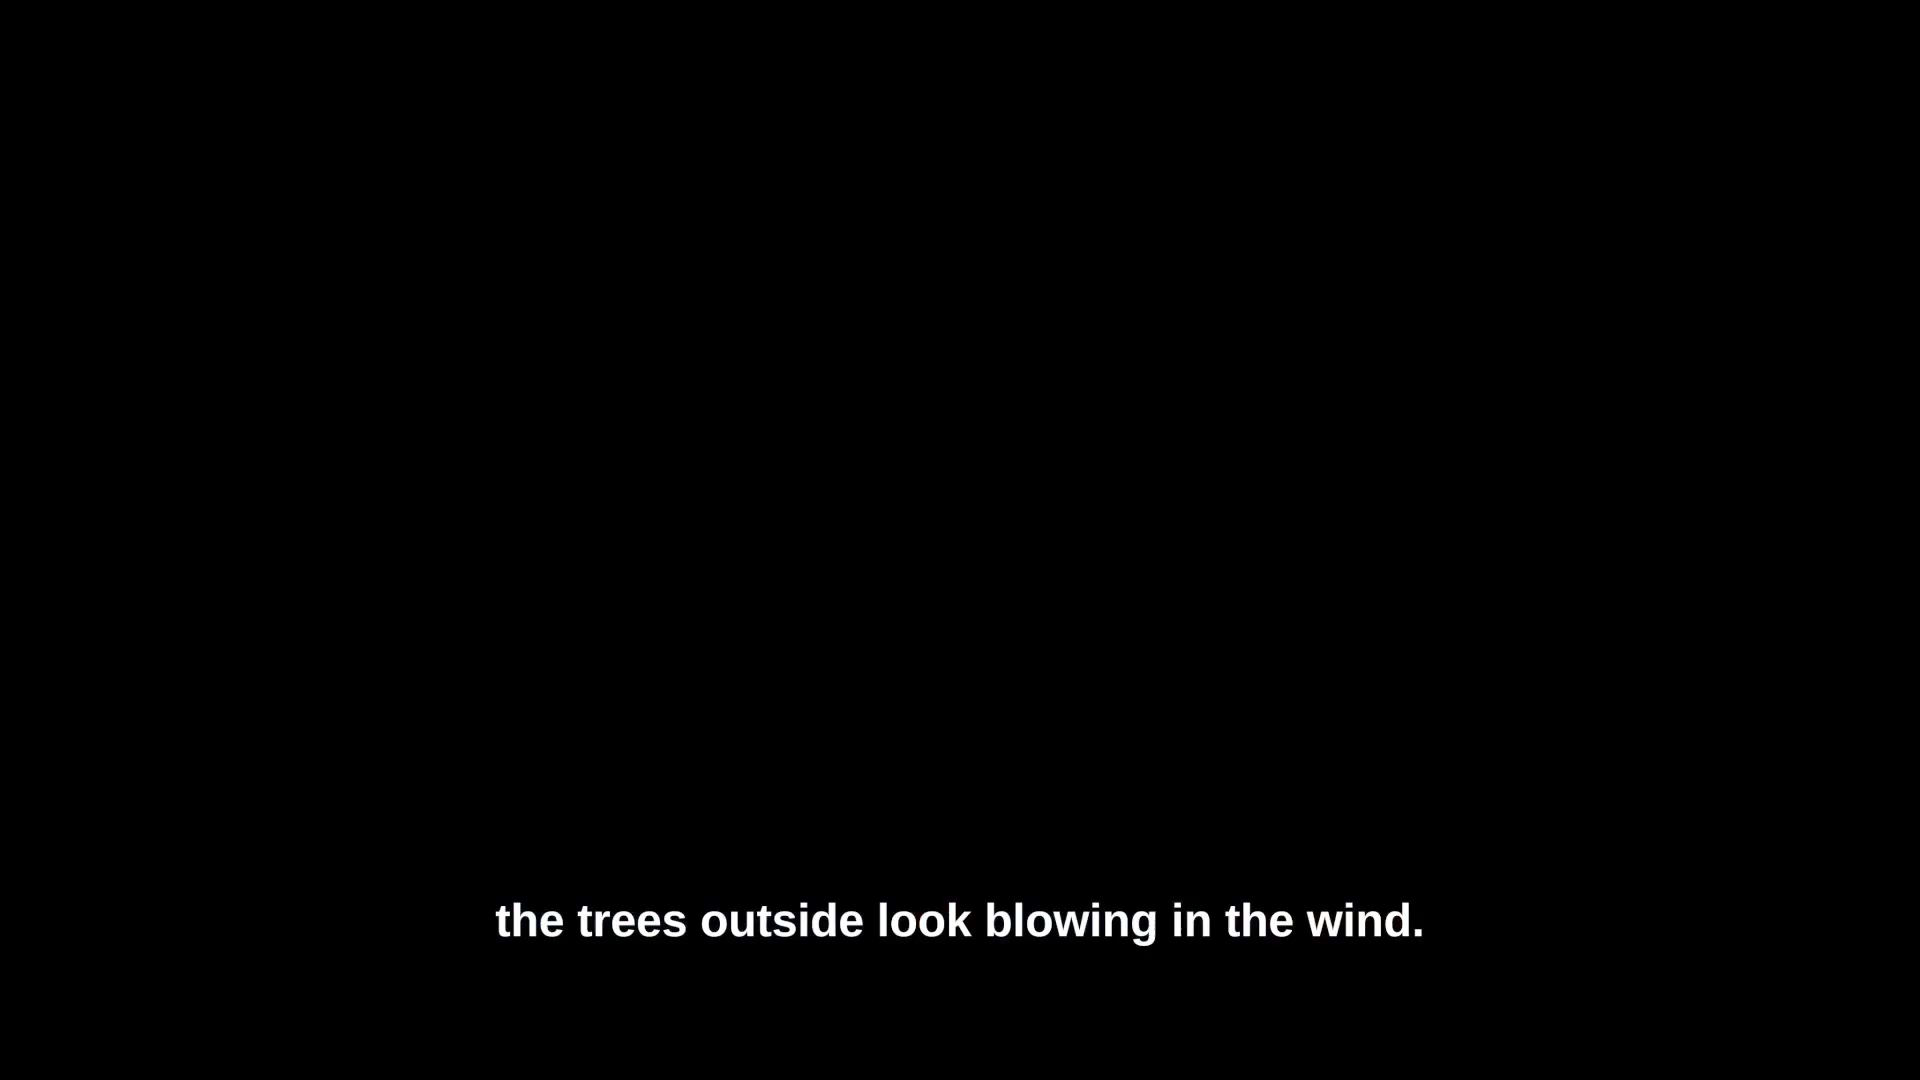 the trees outside look blowing in the wind.